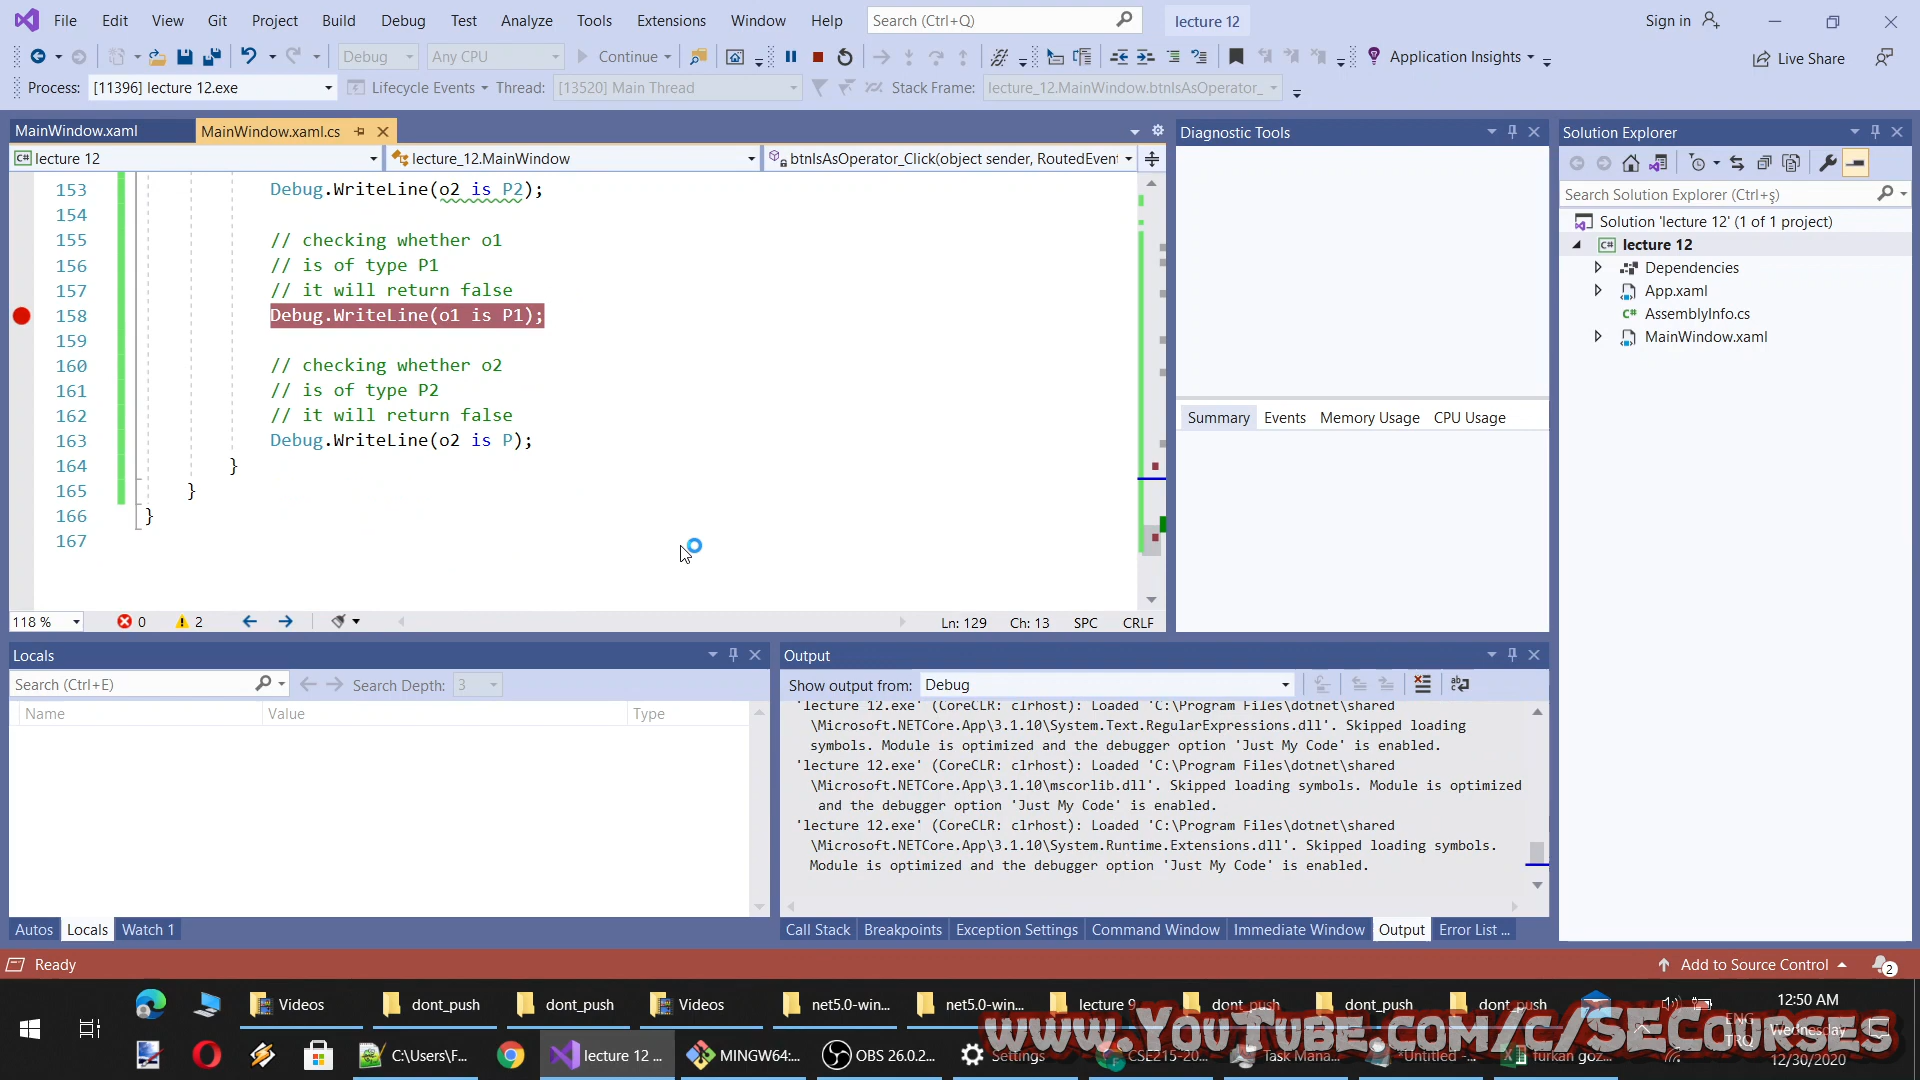 File Edit View Git Project Build Debug Test Analyze Tools Extensions Window Help Search (Ctrl+Q) lecture 12 Sign in
Debug Any CPU Continue Application Insights Live Share
Process: [11396] lecture 12.exe Lifecycle Events Thread: [13520] Main Thread Stack Frame: lecture_12.MainWindow.btnIsAsOperator_
MainWindow.xaml MainWindow.xaml.cs
lecture 12 lecture_12.MainWindow btnIsAsOperator_Click(object sender, RoutedEvent
153 Debug.WriteLine(o2 is P2);
154
155 // checking whether o1
156 // is of type P1
157 // it will return false
158 Debug.WriteLine(o1 is P1);
159
160 // checking whether o2
161 // is of type P2
162 // it will return false
163 Debug.WriteLine(o2 is P);
164 }
165 }
166 }
167
118 % 0 2 Ln: 129 Ch: 13 SPC CRLF
Diagnostic Tools
Summary Events Memory Usage CPU Usage
Solution Explorer
Search Solution Explorer (Ctrl+ş)
Solution 'lecture 12' (1 of 1 project)
C# lecture 12
Dependencies
App.xaml
C# AssemblyInfo.cs
MainWindow.xaml
Locals
Search (Ctrl+E) Search Depth: 3
Name Value Type
Autos Locals Watch 1
Output
Show output from: Debug
'lecture 12.exe' (CoreCLR: clrhost): Loaded 'C:\Program Files\dotnet\shared
\Microsoft.NETCore.App\3.1.10\System.Text.RegularExpressions.dll'. Skipped loading
symbols. Module is optimized and the debugger option 'Just My Code' is enabled.
'lecture 12.exe' (CoreCLR: clrhost): Loaded 'C:\Program Files\dotnet\shared
\Microsoft.NETCore.App\3.1.10\mscorlib.dll'. Skipped loading symbols. Module is optimized
and the debugger option 'Just My Code' is enabled.
'lecture 12.exe' (CoreCLR: clrhost): Loaded 'C:\Program Files\dotnet\shared
\Microsoft.NETCore.App\3.1.10\System.Runtime.Extensions.dll'. Skipped loading symbols.
Module is optimized and the debugger option 'Just My Code' is enabled.
Call Stack Breakpoints Exception Settings Command Window Immediate Window Output Error List ...
Ready Add to Source Control 2
Videos dont_push dont_push Videos net5.0-win... net5.0-win... lecture 9 dont_push dont_push dont_push 12:50 AM
www.YouTube.com/c/SECourses
ENG Wednesday
C:\Users\F... lecture 12 ... MINGW64:... OBS 26.0.2... Settings CSE215-20... Task Mana... *Untitled -... furkan goz... TRQ 12/30/2020